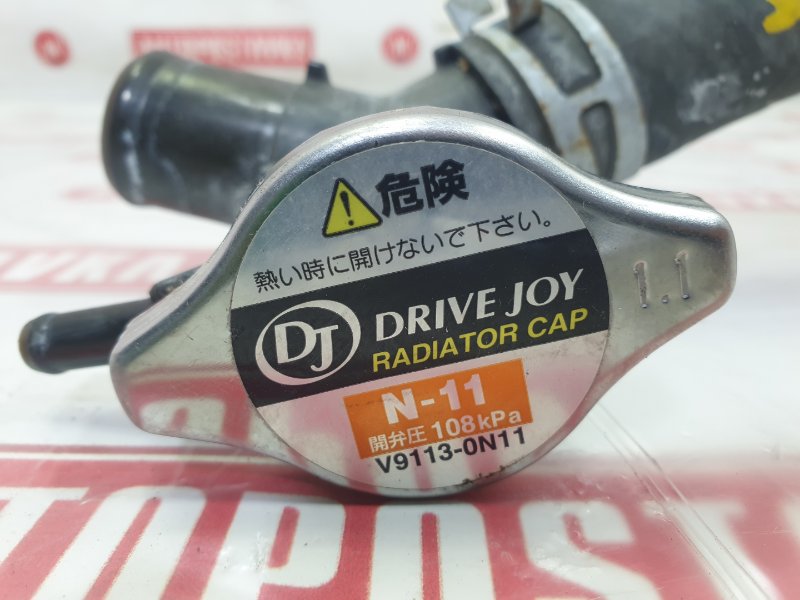 危険
熱い時に開けないで下さい。
DJ DRIVE JOY
RADIATOR CAP
N-11
開弁圧 108kPa
V9113-0N11
1.1